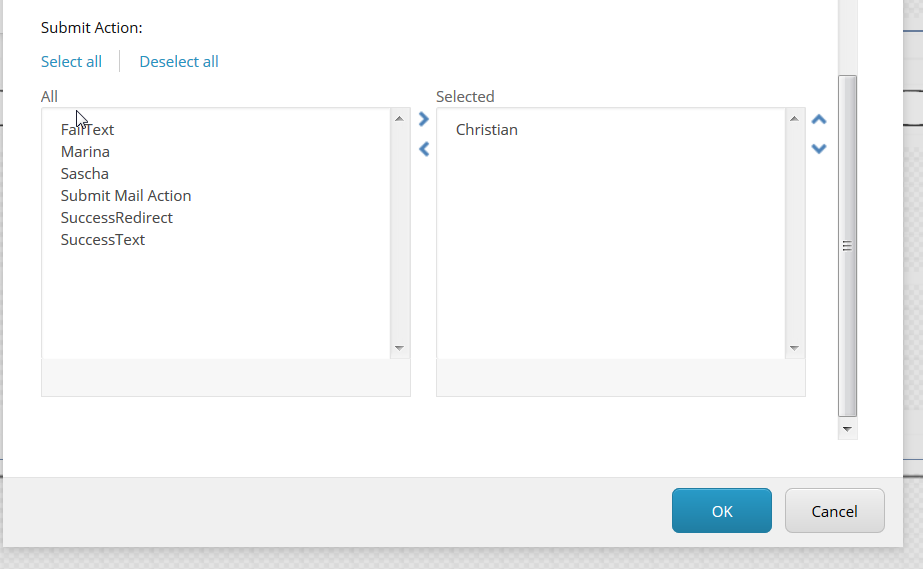 Submit Action:
Select all
Deselect all
All
Selected
FailText
Marina
Sascha
Submit Mail Action
SuccessRedirect
SuccessText
Christian
OK
Cancel